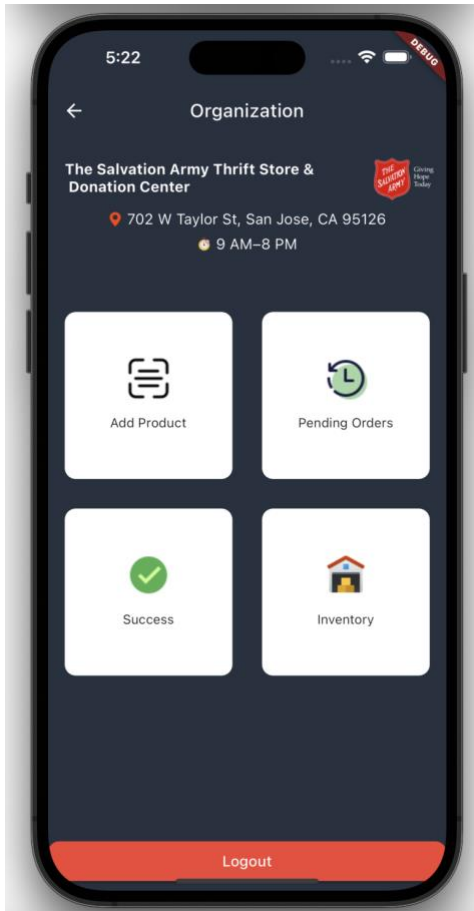 5:22
DEBUG
Organization
The Salvation Army Thrift Store &
Donation Center
THE
SALVATION
ARMY
Giving
Hope
Today
702 W Taylor St, San Jose, CA 95126
9 AM–8 PM
Add Product
Pending Orders
Success
Inventory
Logout